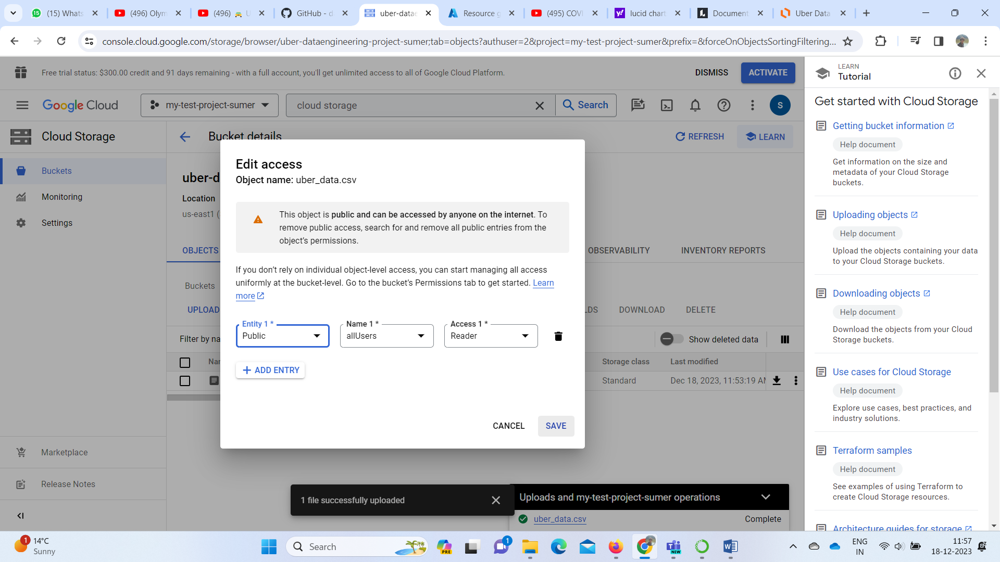 (15) Whats
(496) Olym
(496) 🚕 U
GitHub - d
uber-datae
Resource g
(495) COVI
lucid chart
Document
Uber Data
console.cloud.google.com/storage/browser/uber-dataengineering-project-sumer;tab=objects?authuser=2&project=my-test-project-sumer&prefix=&forceOnObjectsSortingFiltering...
Free trial status: $300.00 credit and 91 days remaining - with a full account, you'll get unlimited access to all of Google Cloud Platform.
DISMISS
ACTIVATE
Google Cloud
my-test-project-sumer
cloud storage
Search
S
Cloud Storage
Buckets
Monitoring
Settings
Marketplace
Release Notes
Bucket details
REFRESH
LEARN
uber-d
Location
us-east1 (
OBJECTS
OBSERVABILITY
INVENTORY REPORTS
Buckets
UPLOAD
LDS
DOWNLOAD
DELETE
Filter by na
Show deleted data
Nar
Storage class
Last modified
Standard
Dec 18, 2023, 11:53:19 AM
Edit access
Object name: uber_data.csv
This object is public and can be accessed by anyone on the internet. To
remove public access, search for and remove all public entries from the
object's permissions.
If you don't rely on individual object-level access, you can start managing all access
uniformly at the bucket-level. Go to the bucket's Permissions tab to get started. Learn
more
Entity 1 *
Public
Name 1 *
allUsers
Access 1 *
Reader
ADD ENTRY
CANCEL
SAVE
1 file successfully uploaded
Uploads and my-test-project-sumer operations
uber_data.csv
Complete
LEARN
Tutorial
Get started with Cloud Storage
Getting bucket information
Help document
Get information on the size and
metadata of your Cloud Storage
buckets.
Uploading objects
Help document
Upload the objects containing your data
to your Cloud Storage buckets.
Downloading objects
Help document
Download the objects from your Cloud
Storage buckets.
Use cases for Cloud Storage
Help document
Explore use cases, best practices, and
industry solutions.
Terraform samples
Help document
See examples of using Terraform to
create Cloud Storage resources.
Architecture guides for storage
1
14°C
Sunny
Search
PRE
1
NEW
ENG
IN
11:57
18-12-2023